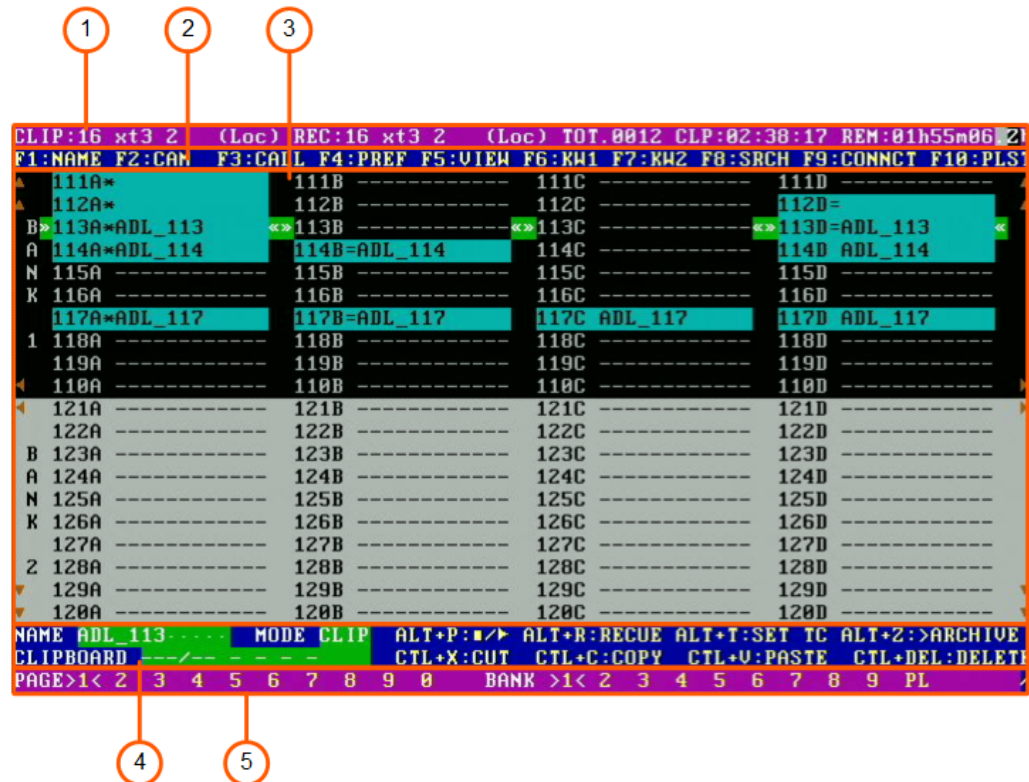 1 2 3
CLIP:16 xt3 2 (Loc) REC:16 xt3 2 (Loc) TOT.0012 CLP:02:38:17 REM:01h55m06
F1:NAME F2:CAM F3:CALL F4:PREF F5:VIEW F6:KW1 F7:KW2 F8:SRCH F9:CONNCT F10:PLST
111A* 111B ------------ 111C ------------ 111D ------------
112A* 112B ------------ 112C ------------ 112D=
B»113A*ADL_113 «»113B ------------ «»113C ------------ «»113D=ADL_113 «
A 114A*ADL_114 114B=ADL_114 114C ------------ 114D ADL_114
N 115A ------------ 115B ------------ 115C ------------ 115D ------------
K 116A ------------ 116B ------------ 116C ------------ 116D ------------
117A*ADL_117 117B=ADL_117 117C ADL_117 117D ADL_117
1 118A ------------ 118B ------------ 118C ------------ 118D ------------
119A ------------ 119B ------------ 119C ------------ 119D ------------
110A ------------ 110B ------------ 110C ------------ 110D ------------
121A ------------ 121B ------------ 121C ------------ 121D ------------
122A ------------ 122B ------------ 122C ------------ 122D ------------
B 123A ------------ 123B ------------ 123C ------------ 123D ------------
A 124A ------------ 124B ------------ 124C ------------ 124D ------------
N 125A ------------ 125B ------------ 125C ------------ 125D ------------
K 126A ------------ 126B ------------ 126C ------------ 126D ------------
127A ------------ 127B ------------ 127C ------------ 127D ------------
2 128A ------------ 128B ------------ 128C ------------ 128D ------------
129A ------------ 129B ------------ 129C ------------ 129D ------------
120A ------------ 120B ------------ 120C ------------ 120D ------------
NAME ADL_113..... MODE CLIP ALT+P:▮/▶ ALT+R:RECUE ALT+T:SET TC ALT+Z:>ARCHIVE
CLIPBOARD ---/-- - - - - CTL+X:CUT CTL+C:COPY CTL+V:PASTE CTL+DEL:DELETE
PAGE>1< 2 3 4 5 6 7 8 9 0 BANK >1< 2 3 4 5 6 7 8 9 PL
4 5